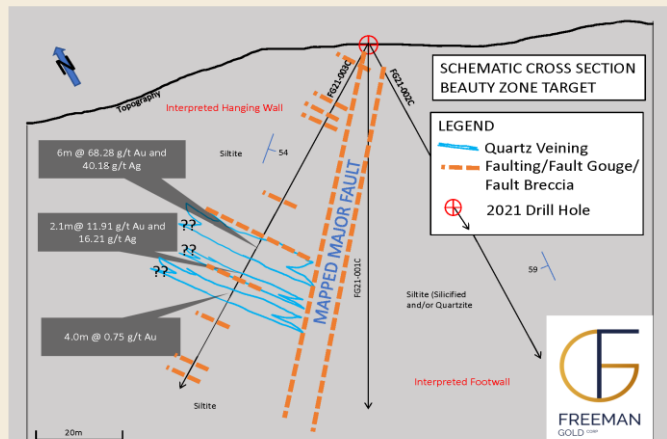 N
Topography
Interpreted Hanging Wall
FG21-003C
FG21-002C
SCHEMATIC CROSS SECTION
BEAUTY ZONE TARGET
LEGEND
Quartz Veining
Faulting/Fault Gouge/
Fault Breccia
2021 Drill Hole
Siltite
54
6m @ 68.28 g/t Au and
40.18 g/t Ag
??
2.1m@ 11.91 g/t Au and
16.21 g/t Ag
??
??
MAPPED MAJOR FAULT
FG21-001C
59
Siltite (Silicified
and/or Quartzite
4.0m @ 0.75 g/t Au
Interpreted Footwall
Siltite
20m
FREEMAN
GOLD CORP